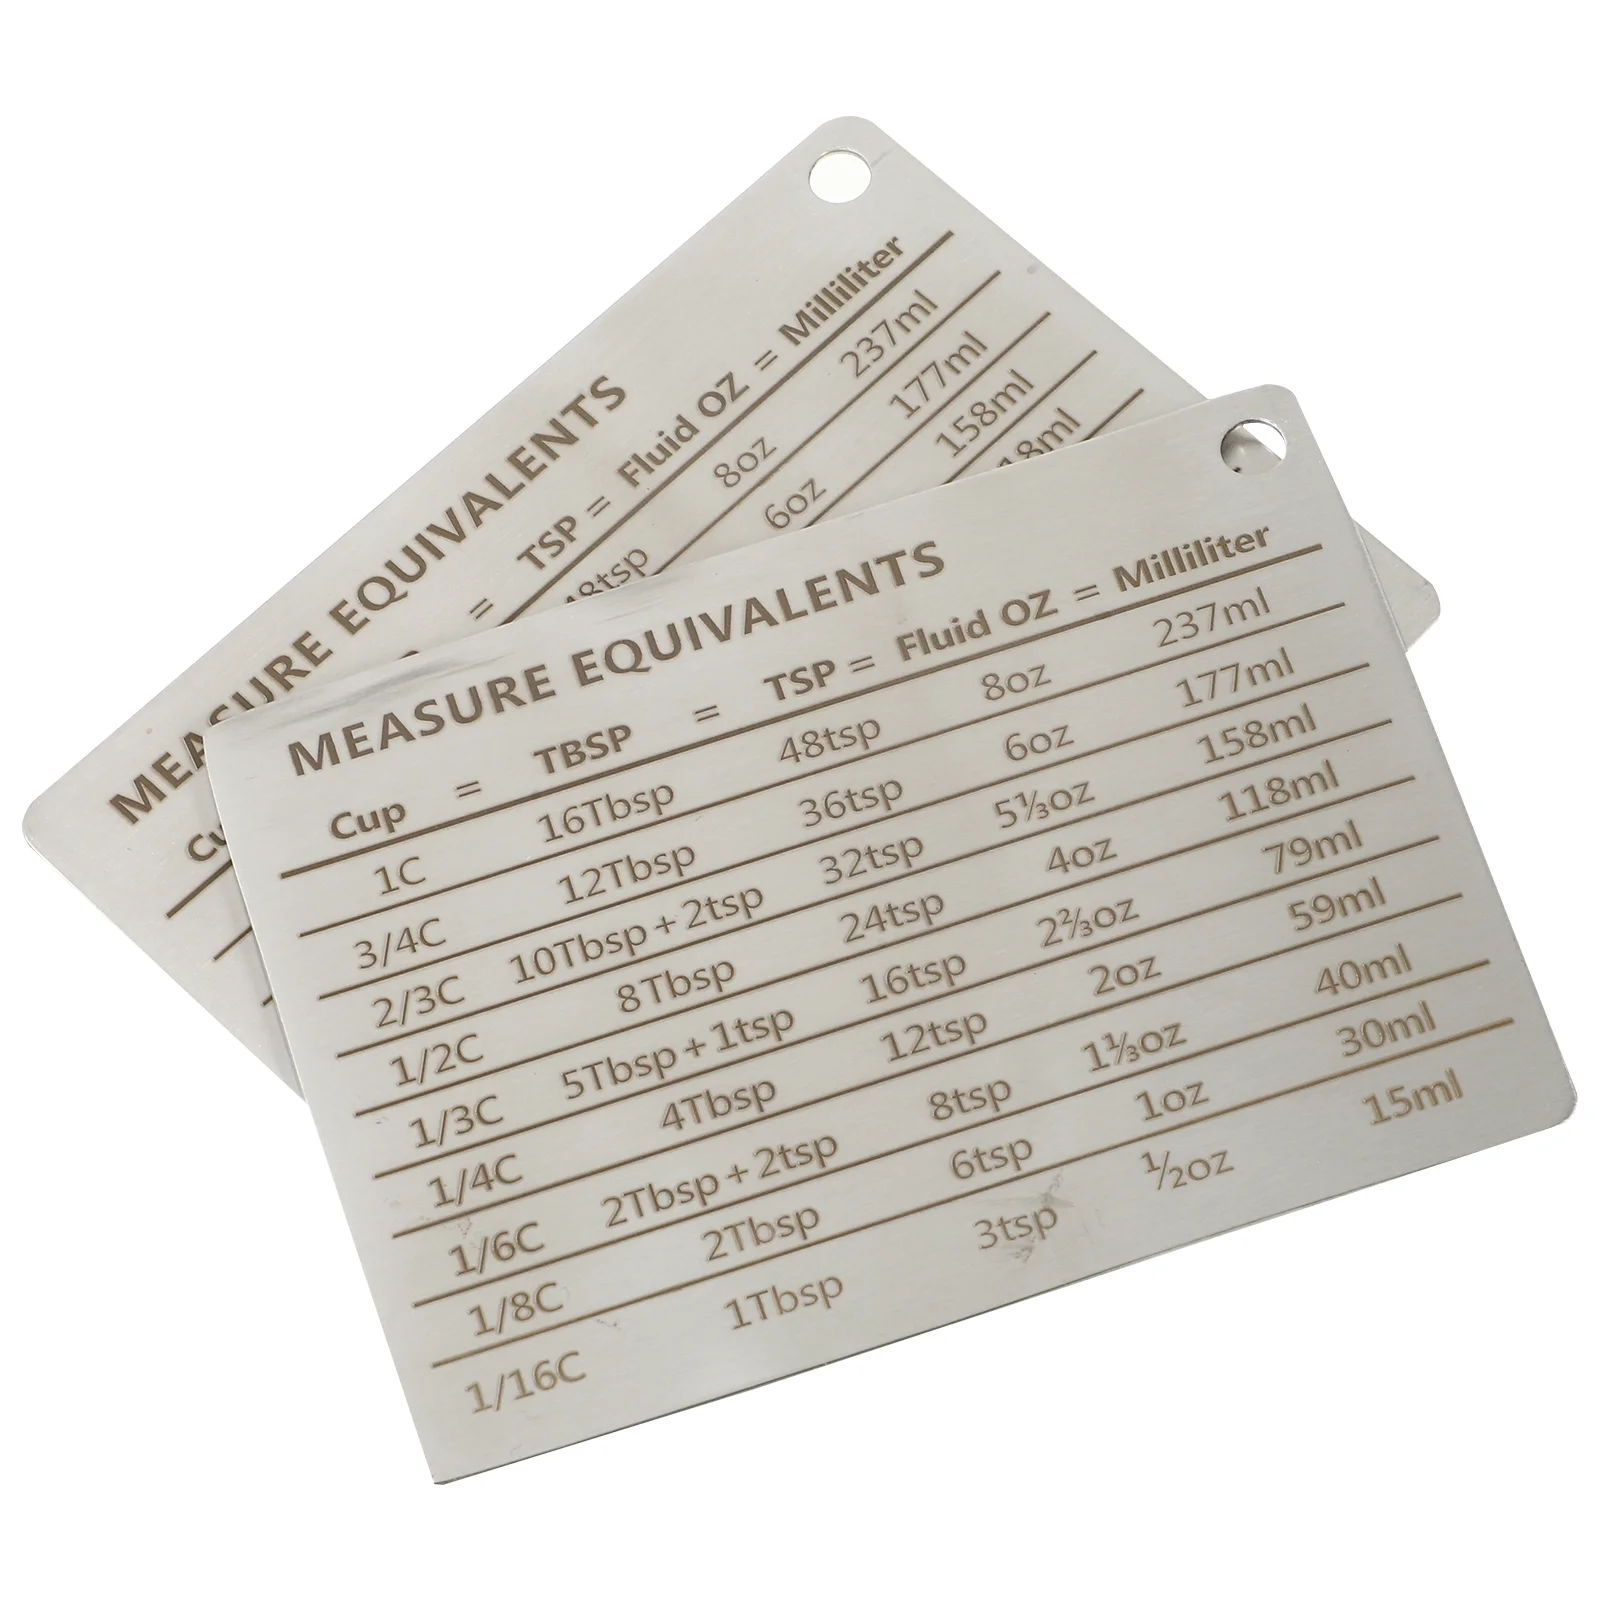 MEASURE EQUIVALENTS
TSP = Fluid OZ = Milliliter
48tsp 8oz 237ml
6oz 177ml
158ml
18ml
MEASURE EQUIVALENTS
Cup = TBSP = TSP = Fluid OZ = Milliliter
1C 16Tbsp 48tsp 8oz 237ml
3/4C 12Tbsp 36tsp 6oz 177ml
2/3C 10Tbsp + 2tsp 32tsp 5⅓oz 158ml
1/2C 8Tbsp 24tsp 4oz 118ml
1/3C 5Tbsp + 1tsp 16tsp 2⅔oz 79ml
1/4C 4Tbsp 12tsp 2oz 59ml
1/6C 2Tbsp + 2tsp 8tsp 1⅓oz 40ml
1/8C 2Tbsp 6tsp 1oz 30ml
1/16C 1Tbsp 3tsp ½oz 15ml